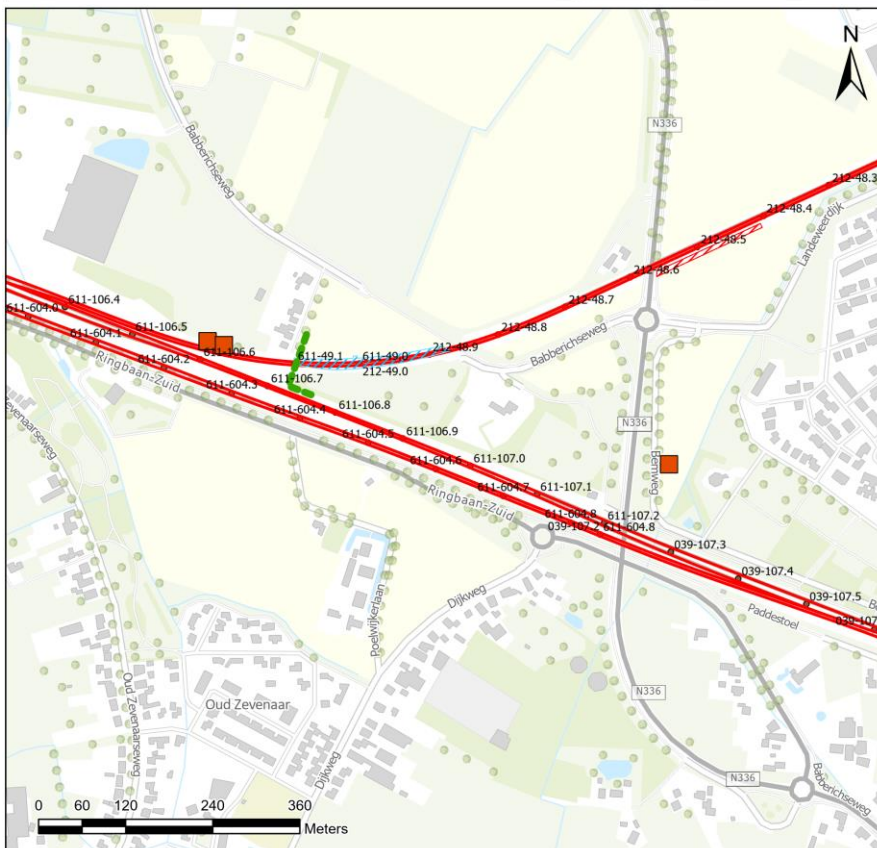 N
N336
Babberichseweg
212-48.3
212-48.4
212-48.5
Landeweerdijk
212-48.6
212-48.7
212-48.8
212-48.9
Babberichseweg
611-106.4
611-604.0
611-106.5
611-604.1
611-106.6
611-604.2
611-49.1
611-49.0
212-49.0
Ringbaan-Zuid
611-604.3
611-106.7
611-604.4
611-106.8
611-604.5
611-106.9
N336
611-604.6
611-107.0
Bemweg
611-604.7
611-107.1
Ringbaan-Zuid
611-604.8
611-107.2
039-107.2
611-604.8
039-107.3
039-107.4
039-107.5
039-107
Paddestoel
Dijkweg
Poelwijkerlaan
Oud Zevenaarseweg
Oud Zevenaar
N336
Dijkweg
N336
Babberichseweg
0 60 120 240 360
Meters